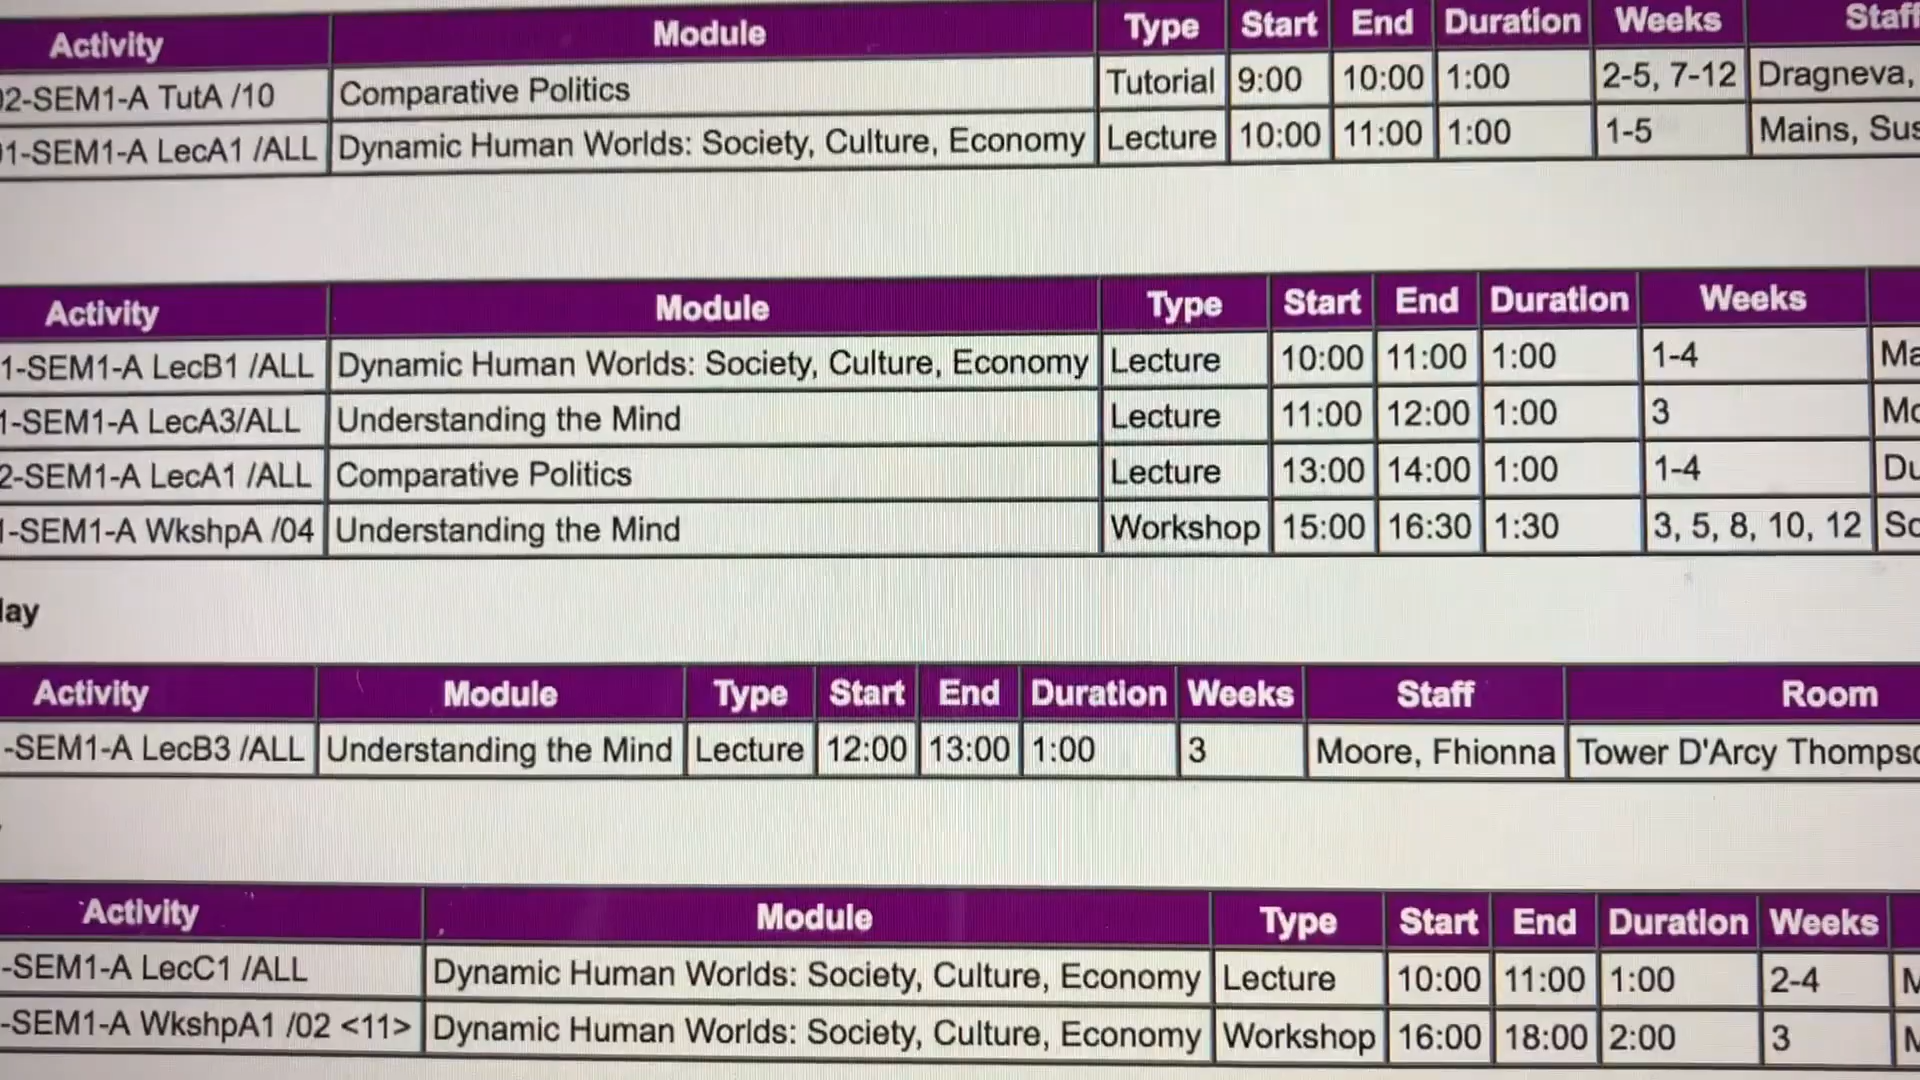 Activity Module Type Start End Duration Weeks Staff
02-SEM1-A TutA /10 Comparative Politics Tutorial 9:00 10:00 1:00 2-5, 7-12 Dragneva,
1-SEM1-A LecA1 /ALL Dynamic Human Worlds: Society, Culture, Economy Lecture 10:00 11:00 1:00 1-5 Mains, Sus
Activity Module Type Start End Duration Weeks
1-SEM1-A LecB1 /ALL Dynamic Human Worlds: Society, Culture, Economy Lecture 10:00 11:00 1:00 1-4 Ma
1-SEM1-A LecA3/ALL Understanding the Mind Lecture 11:00 12:00 1:00 3 Mo
2-SEM1-A LecA1 /ALL Comparative Politics Lecture 13:00 14:00 1:00 1-4 Du
1-SEM1-A WkshpA /04 Understanding the Mind Workshop 15:00 16:30 1:30 3, 5, 8, 10, 12 Sc
day
Activity Module Type Start End Duration Weeks Staff Room
-SEM1-A LecB3 /ALL Understanding the Mind Lecture 12:00 13:00 1:00 3 Moore, Fhionna Tower D'Arcy Thompso
Activity Module Type Start End Duration Weeks
-SEM1-A LecC1 /ALL Dynamic Human Worlds: Society, Culture, Economy Lecture 10:00 11:00 1:00 2-4 M
-SEM1-A WkshpA1 /02 <11> Dynamic Human Worlds: Society, Culture, Economy Workshop 16:00 18:00 2:00 3 M